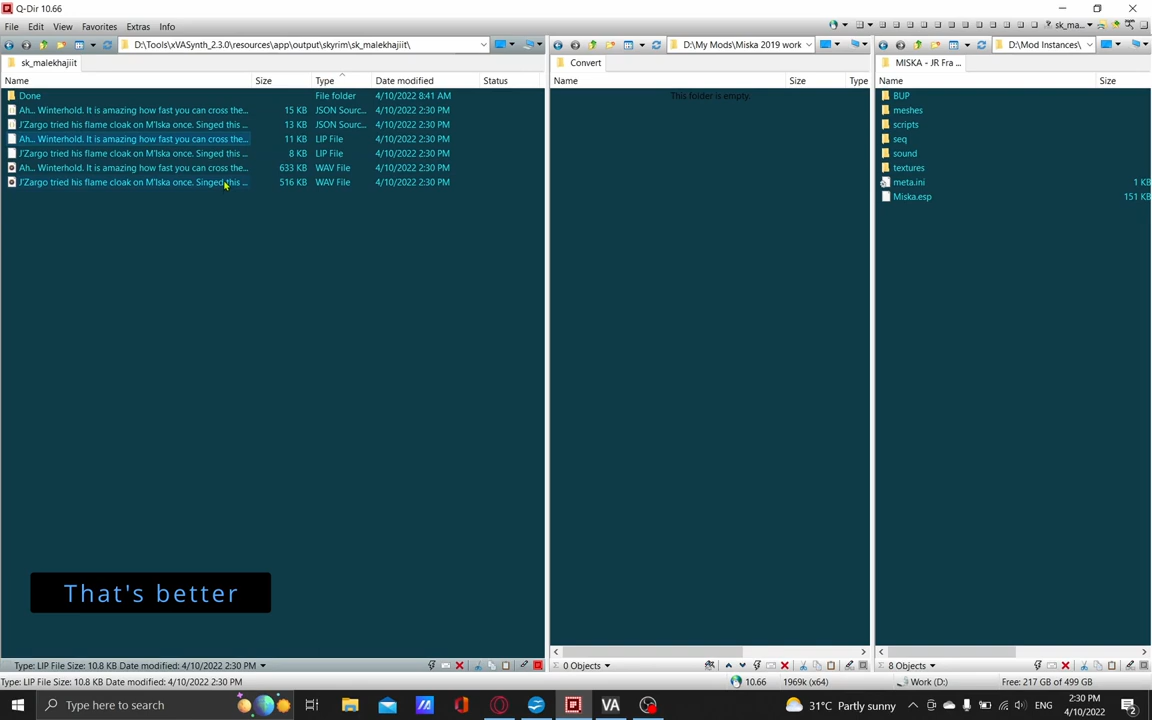 Q-Dir 10.66
File Edit View Favorites Extras Info
sk_ma...
D:\Tools\xVASynth_2.3.0\resources\app\output\skyrim\sk_malekhajiit\
D:\My Mods\Miska 2019 work
D:\Mod Instances\
sk_malekhajiit
Convert
MISKA - JR Fra ...
Name Size Type Date modified Status
Name Size Type
Name Size
Done File folder 4/10/2022 8:41 AM
Ah... Winterhold. It is amazing how fast you can cross the... 15 KB JSON Sourc... 4/10/2022 2:30 PM
J'Zargo tried his flame cloak on M'Iska once. Singed this ... 13 KB JSON Sourc... 4/10/2022 2:30 PM
Ah... Winterhold. It is amazing how fast you can cross the... 11 KB LIP File 4/10/2022 2:30 PM
J'Zargo tried his flame cloak on M'Iska once. Singed this ... 8 KB LIP File 4/10/2022 2:30 PM
Ah... Winterhold. It is amazing how fast you can cross the... 633 KB WAV File 4/10/2022 2:30 PM
J'Zargo tried his flame cloak on M'Iska once. Singed this ... 516 KB WAV File 4/10/2022 2:30 PM
This folder is empty.
BUP
meshes
scripts
seq
sound
textures
meta.ini 1 KB
Miska.esp 151 KB
That's better
Type: LIP File Size: 10.8 KB Date modified: 4/10/2022 2:30 PM
0 Objects
8 Objects
Type: LIP File Size: 10.8 KB Date modified: 4/10/2022 2:30 PM
10.66 1969k (x64) Work (D:) Free: 217 GB of 499 GB
Type here to search
VA
31°C Partly sunny
ENG
2:30 PM
4/10/2022
2